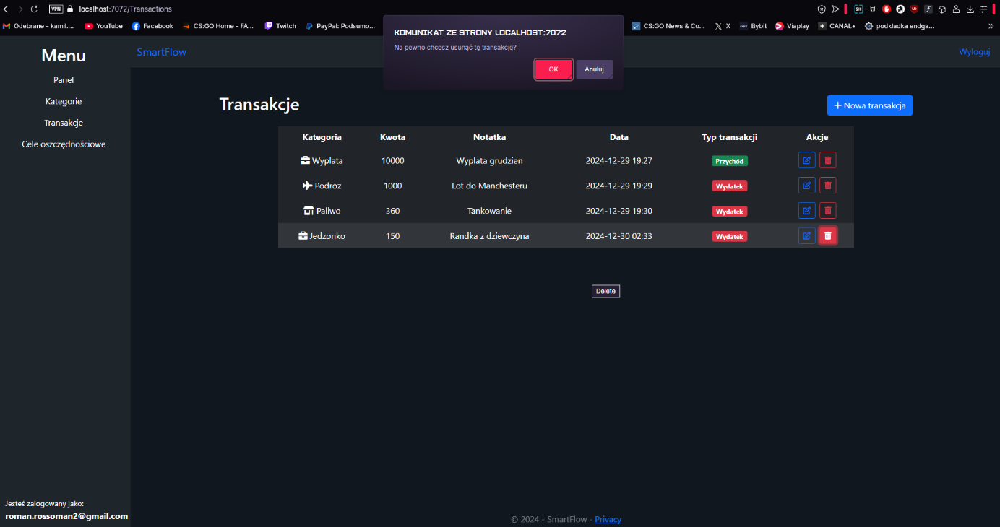 VPN localhost:7072/Transactions
Odebrane - kamil.... YouTube Facebook CS:GO Home - FA... Twitch PayPal: Podsumo... CS:GO News & Co... X Bybit Viaplay CANAL+ podkladka endga...
KOMUNIKAT ZE STRONY LOCALHOST:7072
Na pewno chcesz usunąć tę transakcję?
OK Anuluj
Menu
Panel
Kategorie
Transakcje
Cele oszczędnościowe
SmartFlow Wyloguj
Transakcje
Nowa transakcja
Kategoria Kwota Notatka Data Typ transakcji Akcje
Wyplata 10000 Wyplata grudzien 2024-12-29 19:27 Przychód
Podroz 1000 Lot do Manchesteru 2024-12-29 19:29 Wydatek
Paliwo 360 Tankowanie 2024-12-29 19:30 Wydatek
Jedzonko 150 Randka z dziewczyna 2024-12-30 02:33 Wydatek
Delete
Jesteś zalogowany jako:
roman.rossoman2@gmail.com
© 2024 - SmartFlow - Privacy